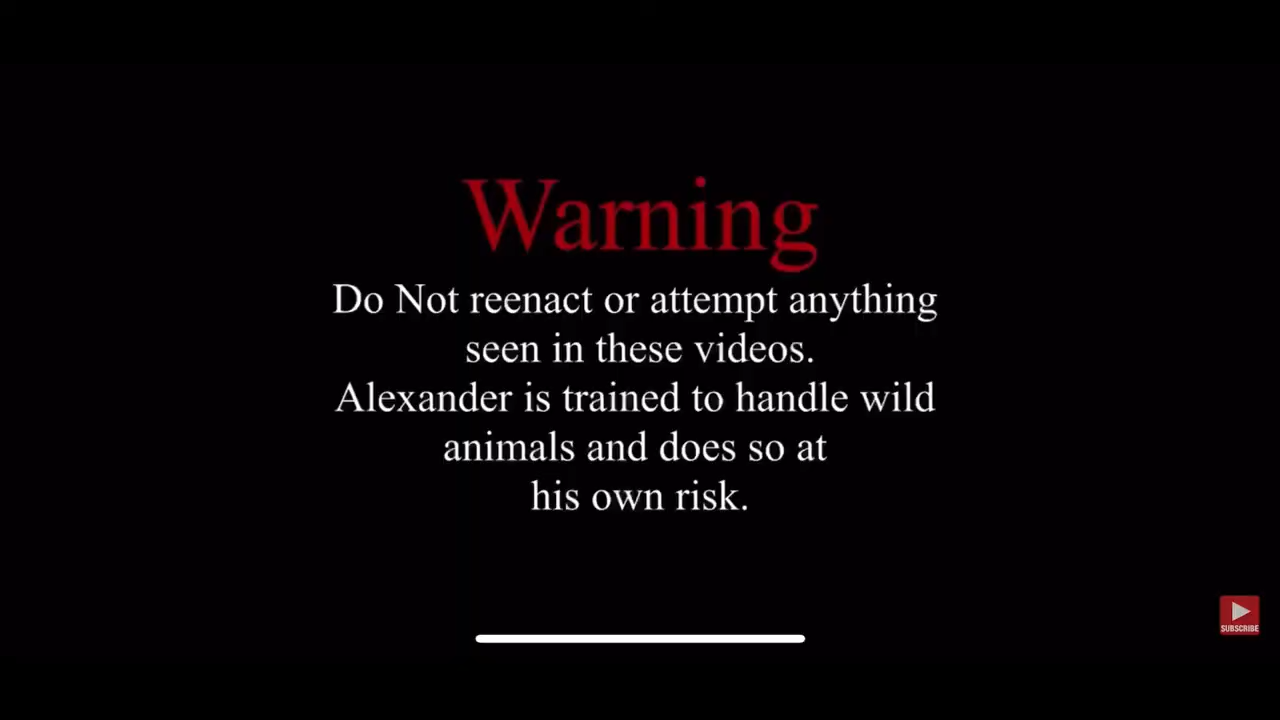 Warning
Do Not reenact or attempt anything
seen in these videos.
Alexander is trained to handle wild
animals and does so at
his own risk.
SUBSCRIBE